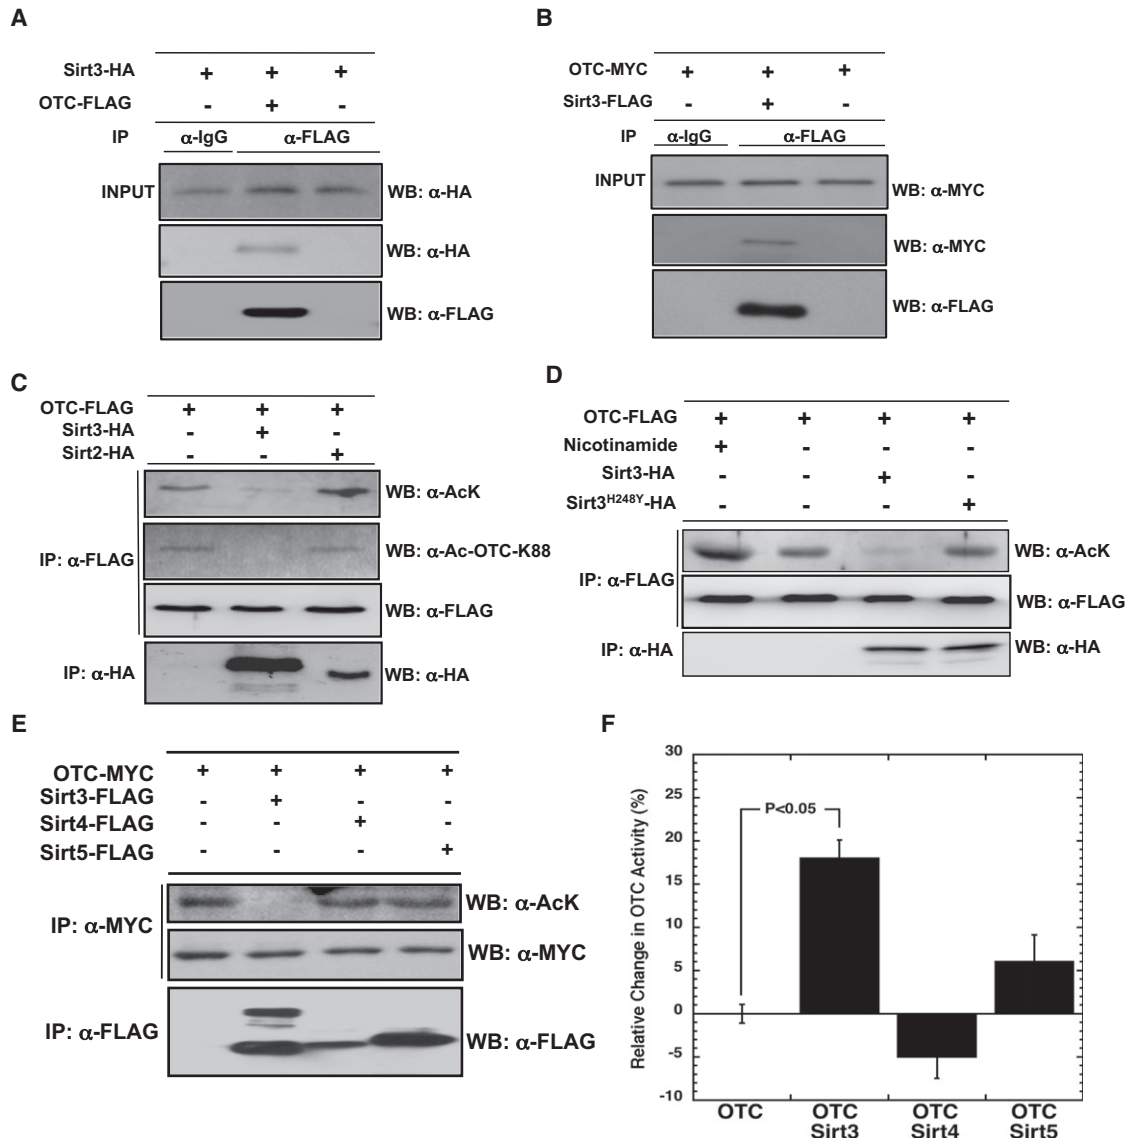 A
Sirt3-HA + + +
OTC-FLAG - + -
IP α-IgG α-FLAG
INPUT WB: α-HA
WB: α-HA
WB: α-FLAG
B
OTC-MYC + + +
Sirt3-FLAG - + -
IP α-IgG α-FLAG
INPUT WB: α-MYC
WB: α-MYC
WB: α-FLAG
C
OTC-FLAG + + +
Sirt3-HA - + -
Sirt2-HA - - +
WB: α-AcK
IP: α-FLAG WB: α-Ac-OTC-K88
WB: α-FLAG
IP: α-HA WB: α-HA
D
OTC-FLAG + + + +
Nicotinamide + - - -
Sirt3-HA - - + -
Sirt3H248Y-HA - - - +
WB: α-AcK
IP: α-FLAG
WB: α-FLAG
IP: α-HA WB: α-HA
E
OTC-MYC + + + +
Sirt3-FLAG - + - -
Sirt4-FLAG - - + -
Sirt5-FLAG - - - +
WB: α-AcK
IP: α-MYC
WB: α-MYC
IP: α-FLAG WB: α-FLAG
F
Relative Change in OTC Activity (%)
30
25
20
15
10
5
0
-5
-10
P<0.05
OTC OTC OTC OTC
Sirt3 Sirt4 Sirt5